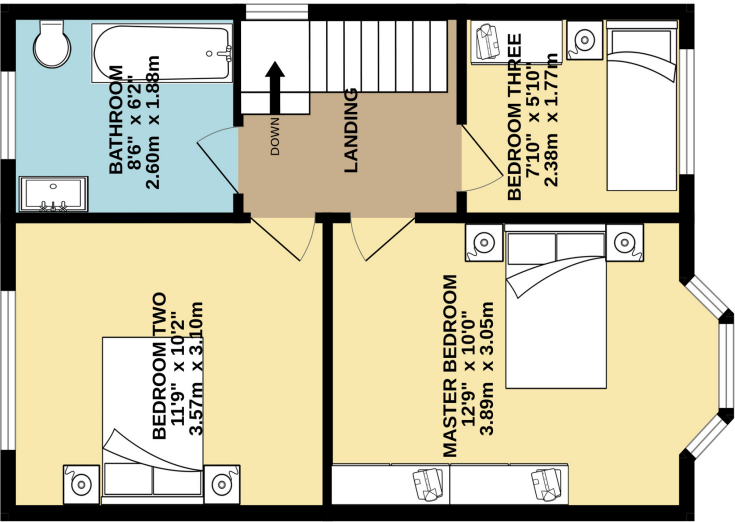 BATHROOM
8'6" x 6'2"
2.60m x 1.88m
DOWN
LANDING
BEDROOM THREE
7'10" x 5'10"
2.38m x 1.77m
BEDROOM TWO
11'9" x 10'2"
3.57m x 3.10m
MASTER BEDROOM
12'9" x 10'0"
3.89m x 3.05m